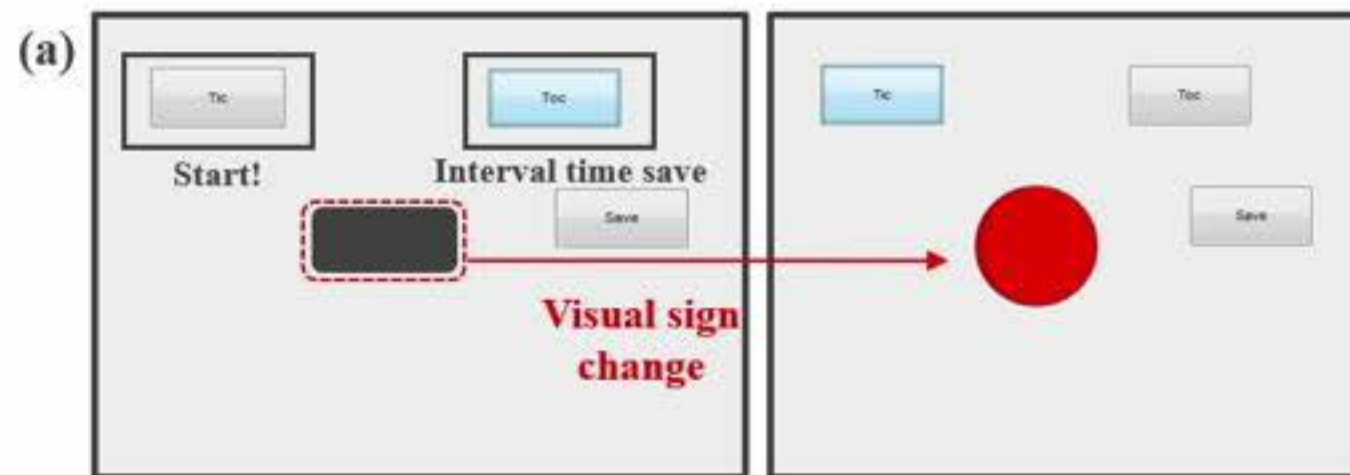 (a)
Tic
Toc
Start!
Interval time save
Save
Visual sign
change
Tic
Toc
Save